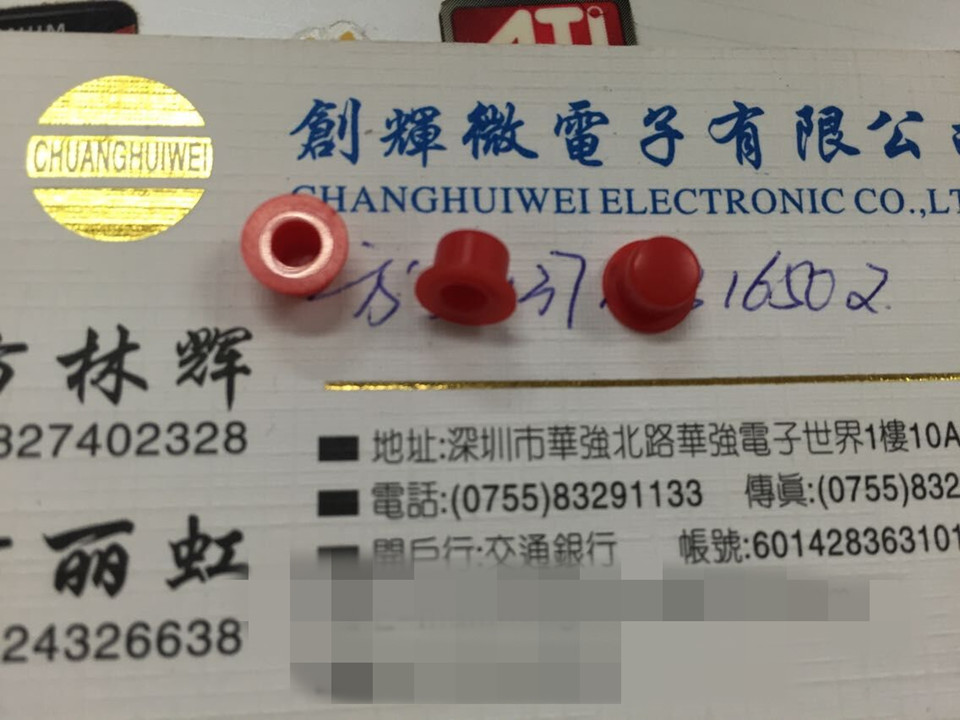 ATI
CHUANGHUIWEI
創輝微電子有限公
CHANGHUIWEI ELECTRONIC CO.,LT
方 37 16502
林辉
327402328
地址:深圳市華強北路華強電子世界1樓10A
電話:(0755)83291133 傳眞:(0755)832
開戶行:交通銀行 帳號:601428363101
丽虹
24326638